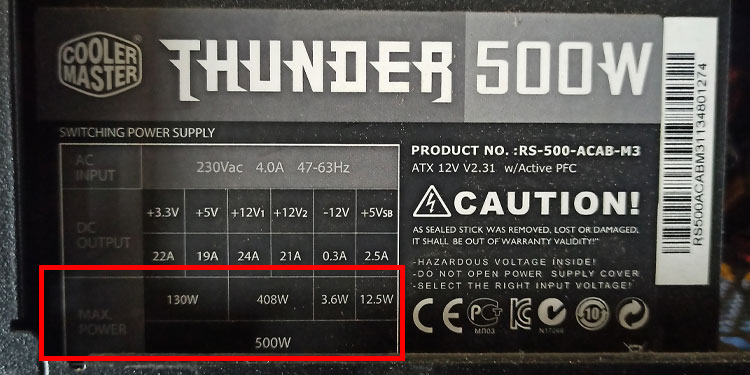 COOLER MASTER THUNDER 500W
SWITCHING POWER SUPPLY
AC INPUT 230Vac 4.0A 47-63Hz
DC OUTPUT +3.3V +5V +12V1 +12V2 -12V +5VSB
22A 19A 24A 21A 0.3A 2.5A
MAX. POWER 130W 408W 3.6W 12.5W
500W
PRODUCT NO. :RS-500-ACAB-M3
ATX 12V V2.31 w/Active PFC
CAUTION!
AS SEALED STICK WAS REMOVED, LOST OR DAMAGED,
IT SHALL BE OUT OF WARRANTY VALIDITY!"
-HAZARDOUS VOLTAGE INSIDE!
-DO NOT OPEN POWER SUPPLY COVER
-SELECT THE RIGHT INPUT VOLTAGE!
CE
МЛ03
N17266
10
RS500ACABM31134801274